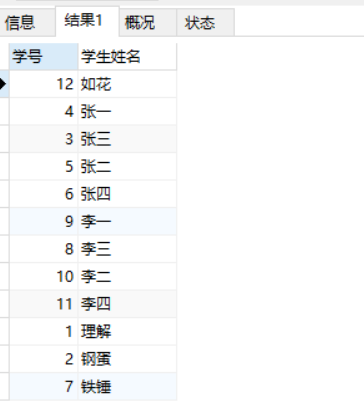 信息 结果1 概况 状态
学号 学生姓名
12 如花
4 张一
3 张三
5 张二
6 张四
9 李一
8 李三
10 李二
11 李四
1 理解
2 钢蛋
7 铁锤